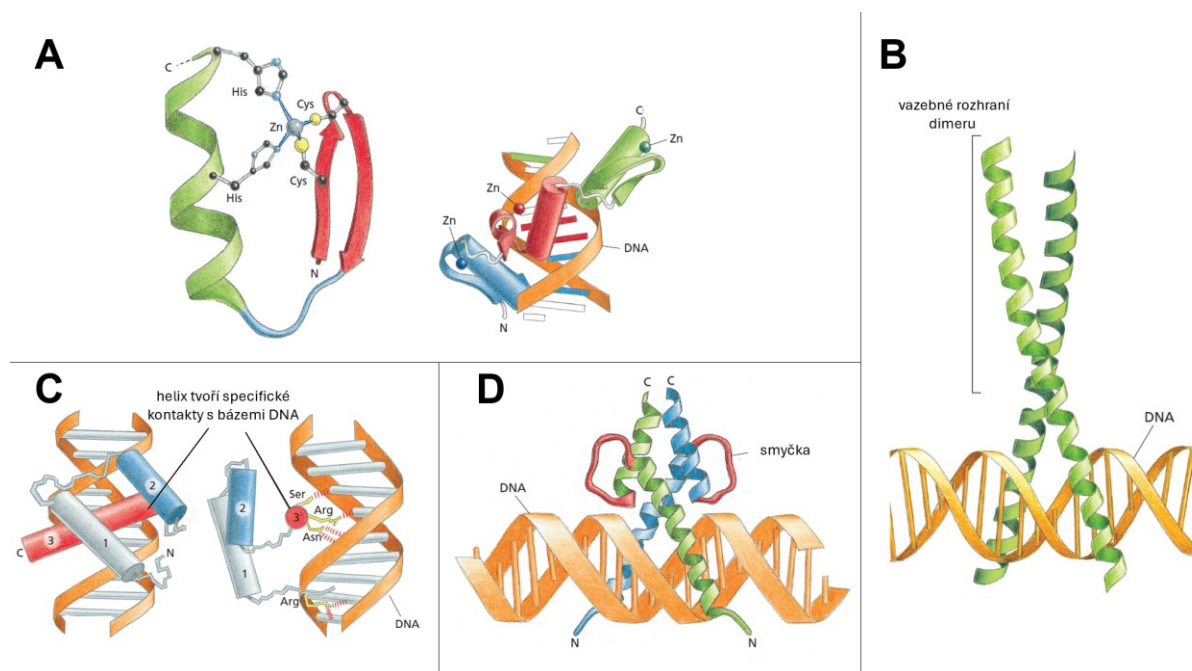 A
C
His
Cys
Zn
Cys
His
N
C
Zn
Zn
Zn
DNA
N
B
vazebné rozhraní
dimeru
DNA
C
helix tvoří specifické
kontakty s bázemi DNA
2
3
1
C
N
2
1
3
Ser
Arg
Asn
Arg
DNA
D
C
C
smyčka
DNA
N
N